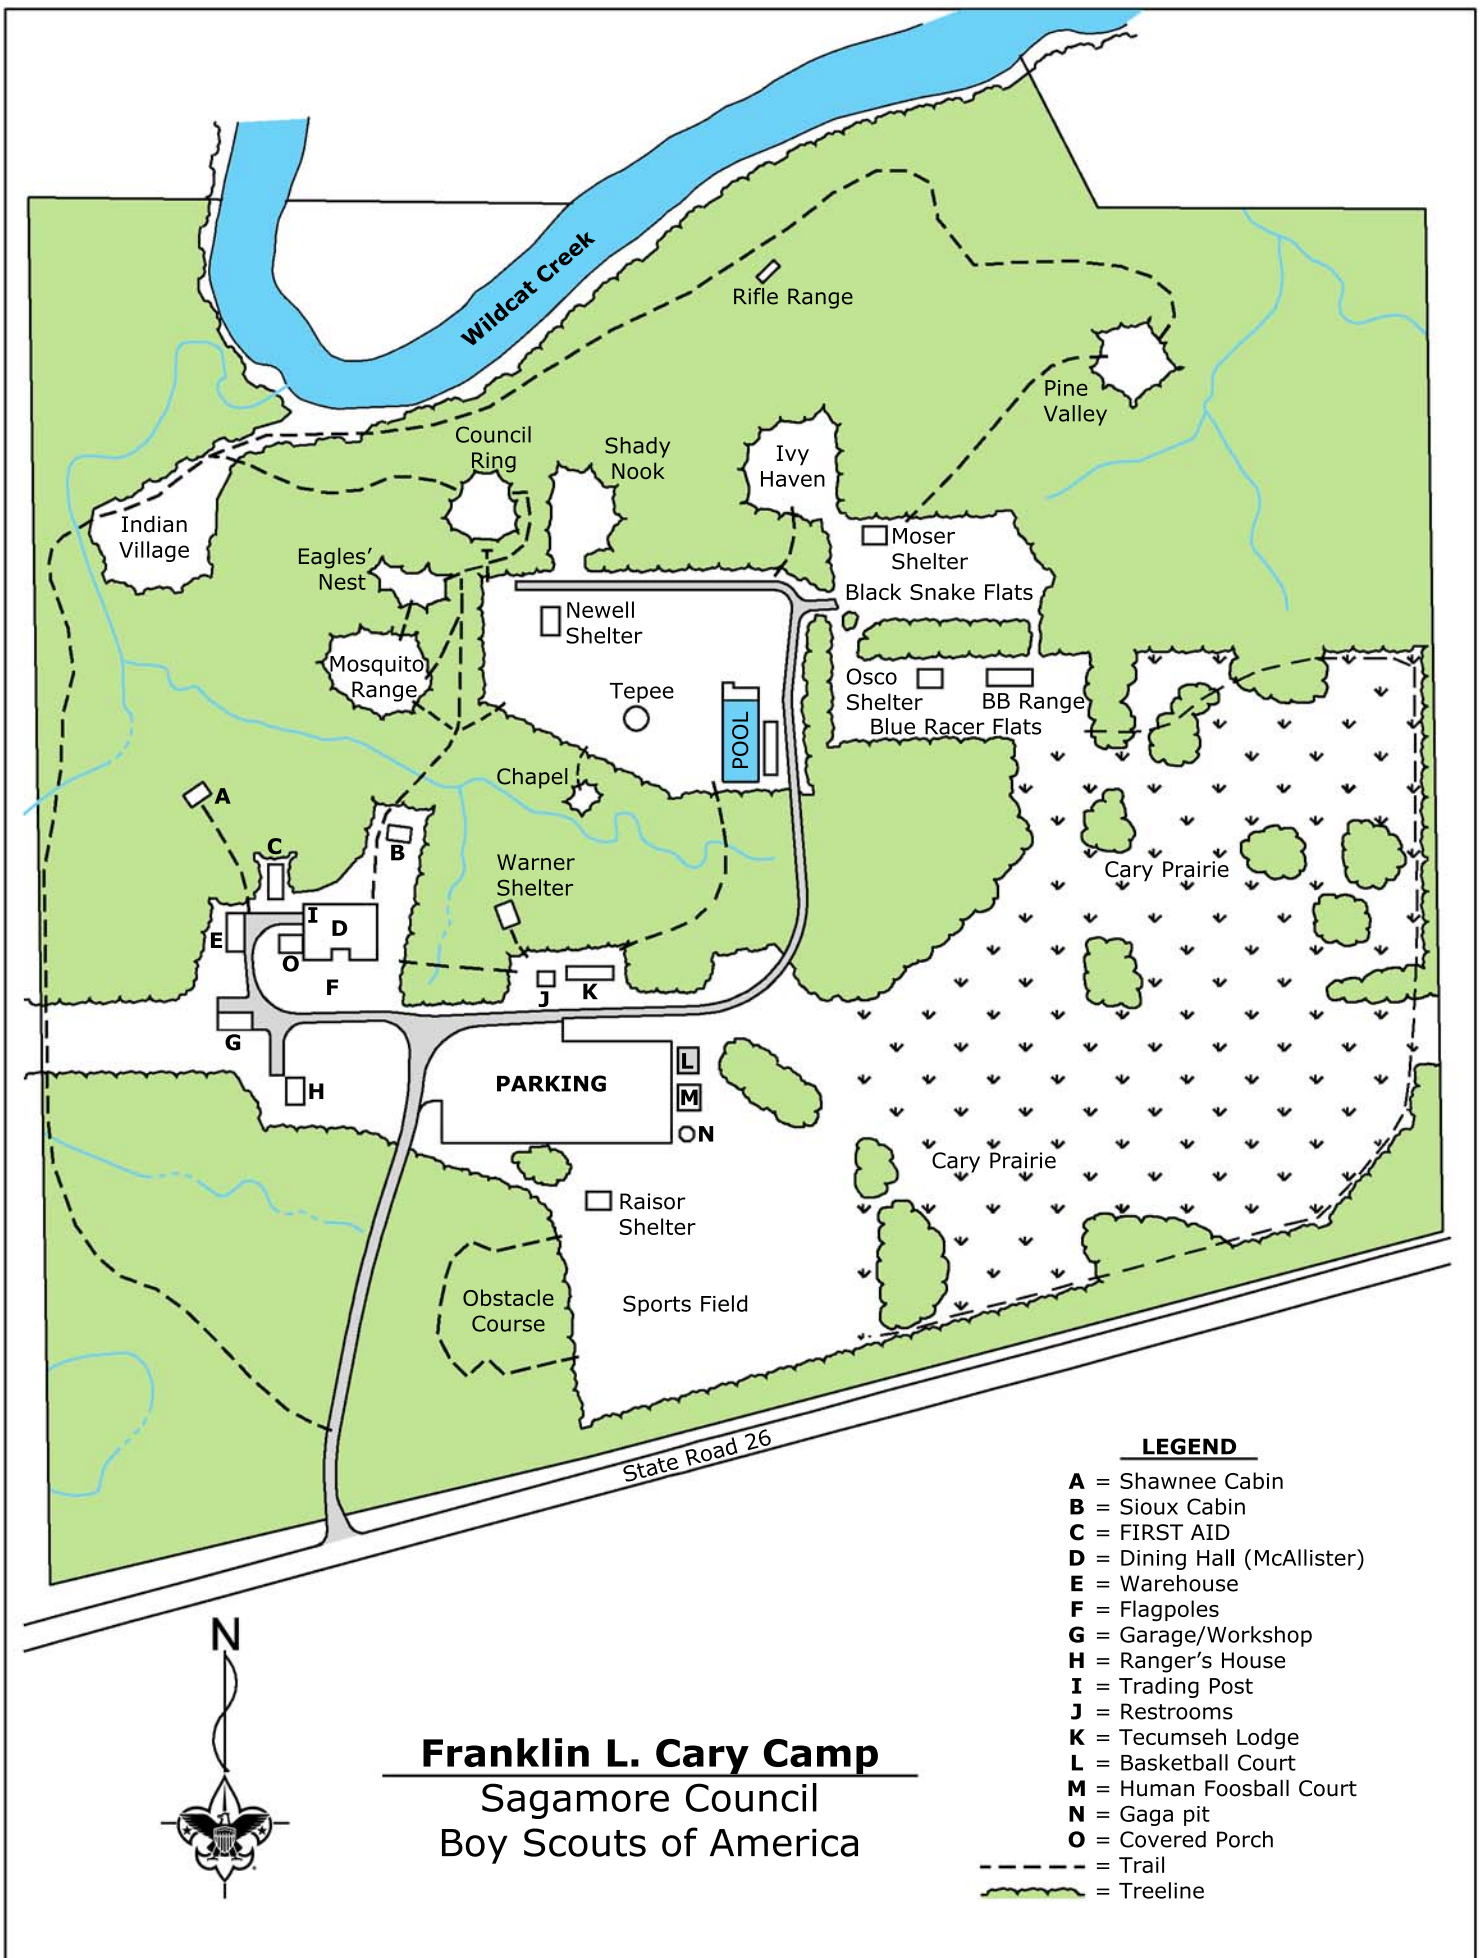 Wildcat Creek
Rifle Range
Pine
Valley
Council
Ring
Shady
Nook
Ivy
Haven
Indian
Village
Eagles’
Nest
Moser
Shelter
Black Snake Flats
Newell
Shelter
Mosquito
Range
Tepee
POOL
Osco
Shelter
BB Range
Blue Racer Flats
Chapel
A
B
C
Warner
Shelter
Cary Prairie
I
D
E
O
F
J
K
G
H
PARKING
L
M
N
Cary Prairie
Raisor
Shelter
Obstacle
Course
Sports Field
State Road 26
LEGEND
A = Shawnee Cabin
B = Sioux Cabin
C = FIRST AID
D = Dining Hall (McAllister)
E = Warehouse
F = Flagpoles
G = Garage/Workshop
H = Ranger’s House
I = Trading Post
J = Restrooms
K = Tecumseh Lodge
L = Basketball Court
M = Human Foosball Court
N = Gaga pit
O = Covered Porch
= Trail
= Treeline
N
Franklin L. Cary Camp
Sagamore Council
Boy Scouts of America